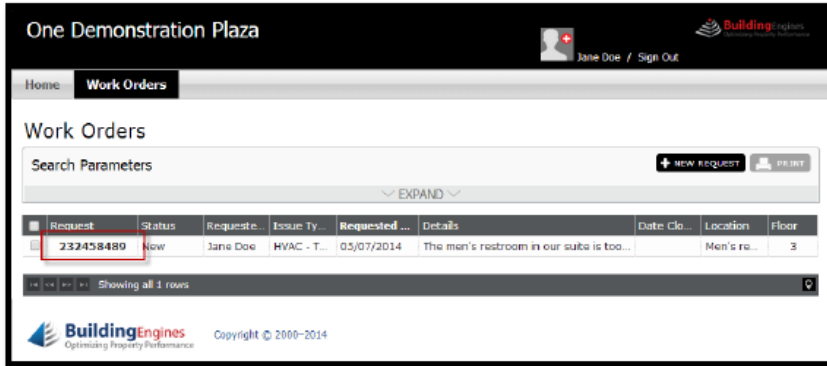 One Demonstration Plaza
BuildingEngines
Optimizing Property Performance
Jane Doe / Sign Out
Home Work Orders
Work Orders
Search Parameters
NEW REQUEST PRINT
EXPAND
Request Status Requeste... Issue Ty... Requested ... Details Date Clo... Location Floor
232458489 New Jane Doe HVAC - T... 05/07/2014 The men's restroom in our suite is too... Men's re... 3
Showing all 1 rows
BuildingEngines Copyright © 2000-2014
Optimizing Property Performance